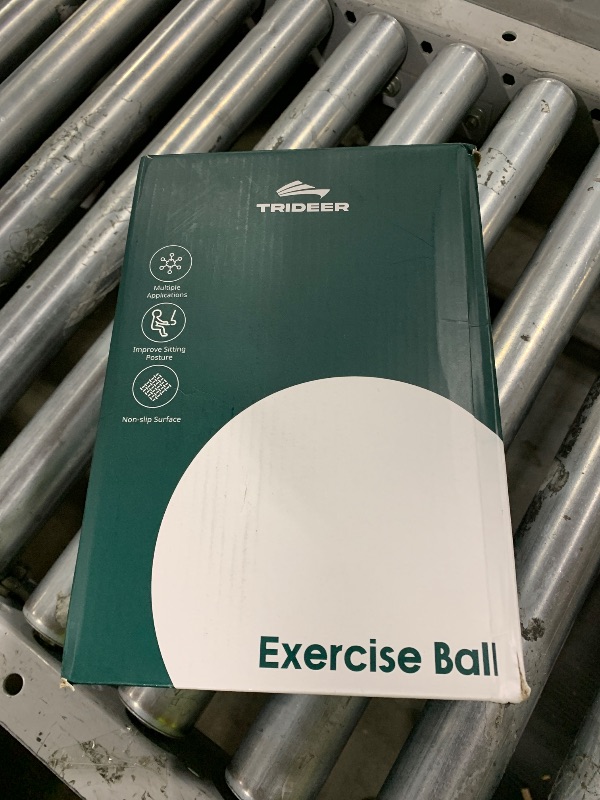 TRIDEER
Multiple
Applications
Improve Sitting
Posture
Non-slip Surface
Exercise Ball